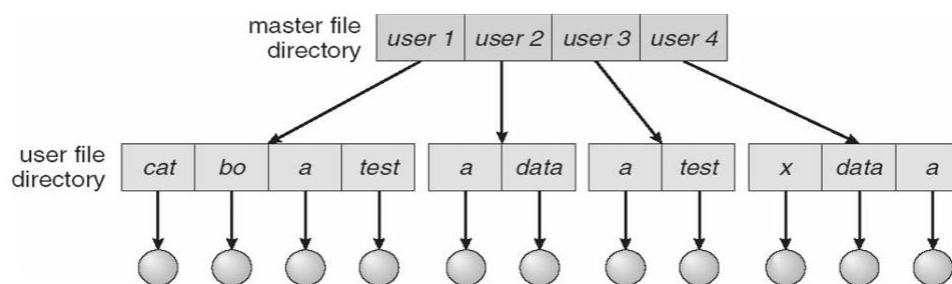 master file
directory
user 1 user 2 user 3 user 4
user file
directory
cat bo a test a data a test x data a